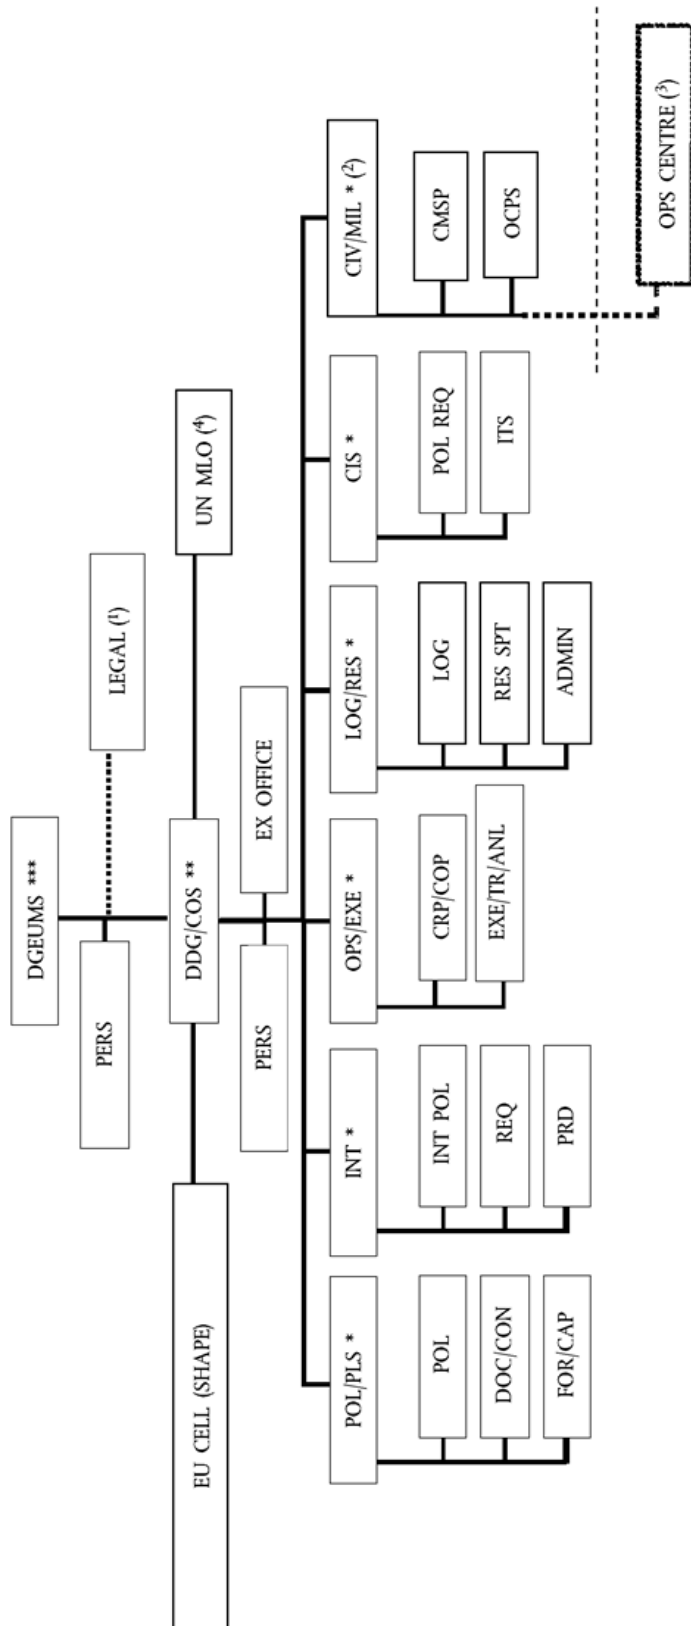 DGEUMS ***
PERS
LEGAL (¹)
EU CELL (SHAPE)
DDG/COS **
UN MLO (⁴)
PERS
EX OFFICE
POL/PLS *
POL
DOC/CON
FOR/CAP
INT *
INT POL
REQ
PRD
OPS/EXE *
CRP/COP
EXE/TR/ANL
LOG/RES *
LOG
RES SPT
ADMIN
CIS *
POL REQ
ITS
CIV/MIL * (²)
CMSP
OCPS
OPS CENTRE (³)